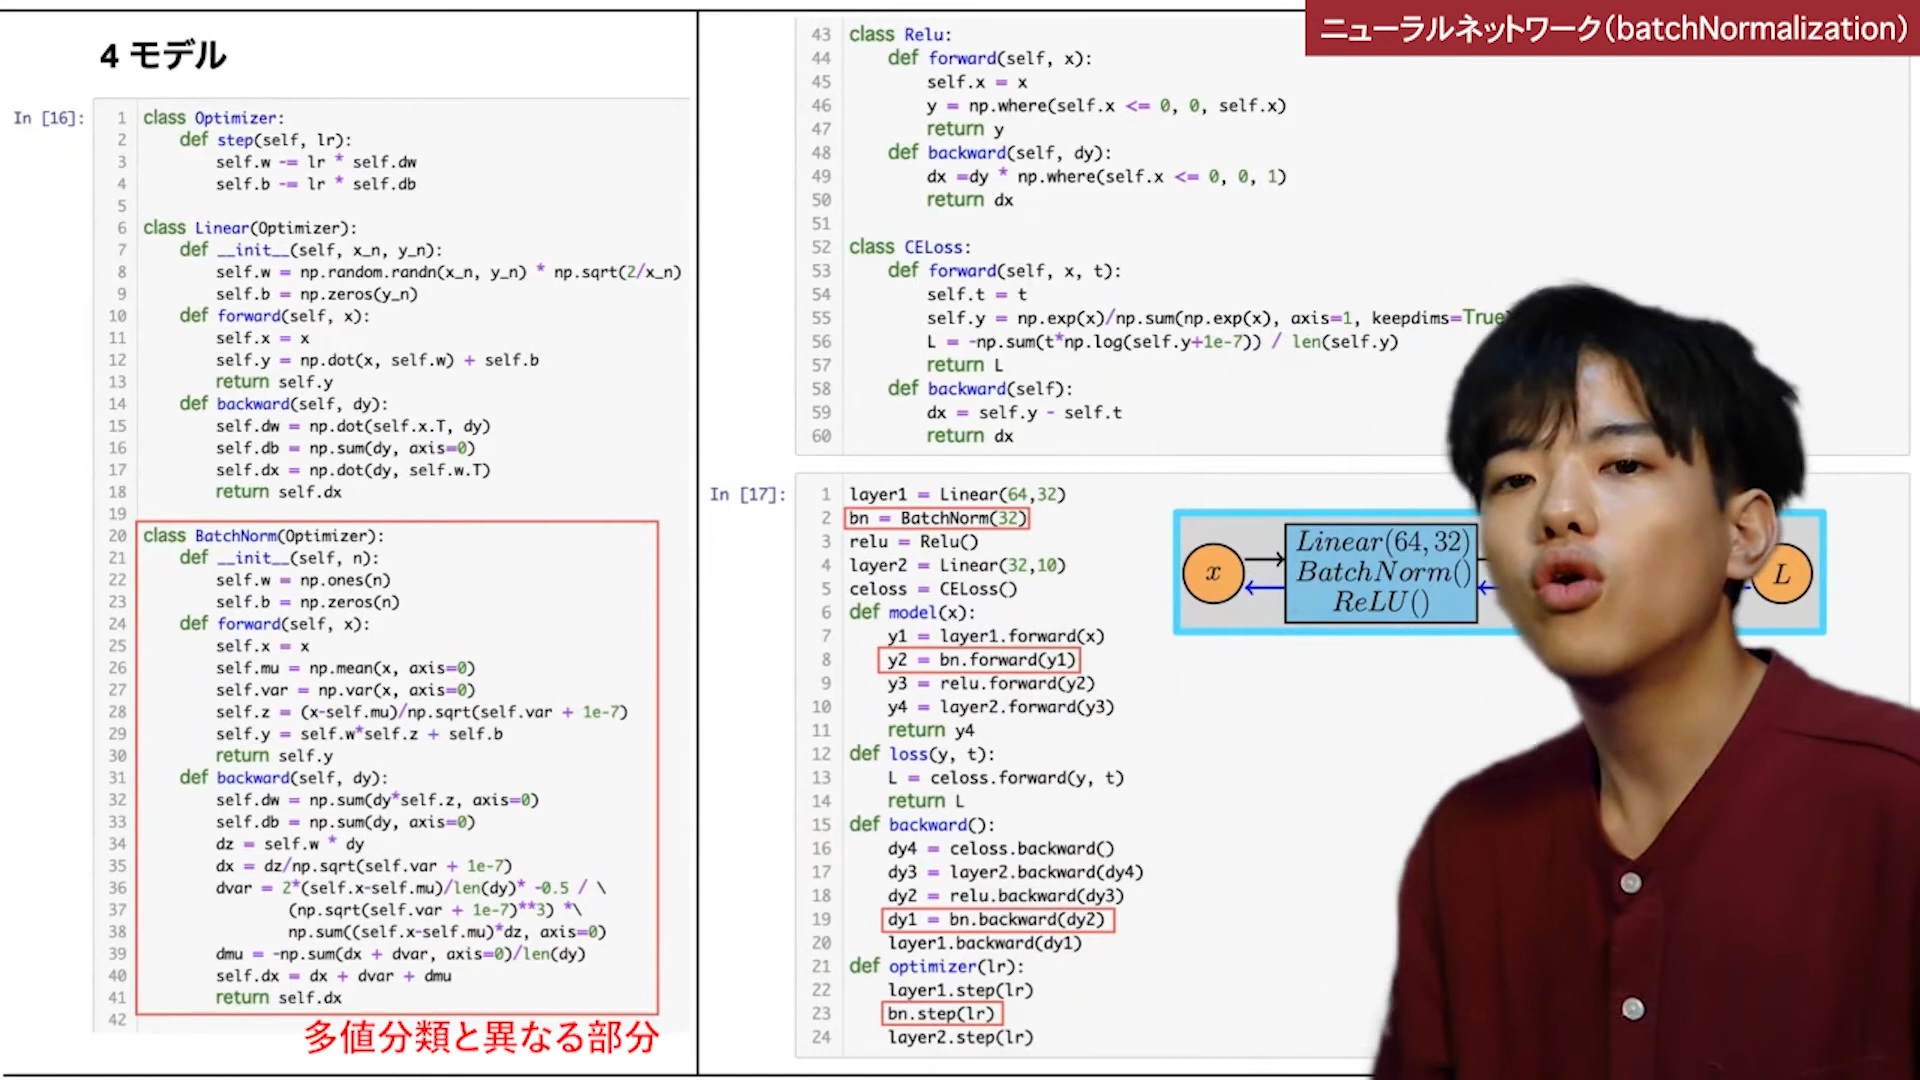 ニューラルネットワーク（batchNormalization）
4 モデル
In [16]:
1 class Optimizer:
2     def step(self, lr):
3         self.w -= lr * self.dw
4         self.b -= lr * self.db
5
6 class Linear(Optimizer):
7     def __init__(self, x_n, y_n):
8         self.w = np.random.randn(x_n, y_n) * np.sqrt(2/x_n)
9         self.b = np.zeros(y_n)
10     def forward(self, x):
11         self.x = x
12         self.y = np.dot(x, self.w) + self.b
13         return self.y
14     def backward(self, dy):
15         self.dw = np.dot(self.x.T, dy)
16         self.db = np.sum(dy, axis=0)
17         self.dx = np.dot(dy, self.w.T)
18         return self.dx
19
20 class BatchNorm(Optimizer):
21     def __init__(self, n):
22         self.w = np.ones(n)
23         self.b = np.zeros(n)
24     def forward(self, x):
25         self.x = x
26         self.mu = np.mean(x, axis=0)
27         self.var = np.var(x, axis=0)
28         self.z = (x-self.mu)/np.sqrt(self.var + 1e-7)
29         self.y = self.w*self.z + self.b
30         return self.y
31     def backward(self, dy):
32         self.dw = np.sum(dy*self.z, axis=0)
33         self.db = np.sum(dy, axis=0)
34         dz = self.w * dy
35         dx = dz/np.sqrt(self.var + 1e-7)
36         dvar = 2*(self.x-self.mu)/len(dy)* -0.5 / \
37                 (np.sqrt(self.var + 1e-7)**3) *\
38                 np.sum((self.x-self.mu)*dz, axis=0)
39         dmu = -np.sum(dx + dvar, axis=0)/len(dy)
40         self.dx = dx + dvar + dmu
41         return self.dx
42
多値分類と異なる部分
43 class Relu:
44     def forward(self, x):
45         self.x = x
46         y = np.where(self.x <= 0, 0, self.x)
47         return y
48     def backward(self, dy):
49         dx =dy * np.where(self.x <= 0, 0, 1)
50         return dx
51
52 class CELoss:
53     def forward(self, x, t):
54         self.t = t
55         self.y = np.exp(x)/np.sum(np.exp(x), axis=1, keepdims=True)
56         L = -np.sum(t*np.log(self.y+1e-7)) / len(self.y)
57         return L
58     def backward(self):
59         dx = self.y - self.t
60         return dx
In [17]:
1 layer1 = Linear(64,32)
2 bn = BatchNorm(32)
3 relu = Relu()
4 layer2 = Linear(32,10)
5 celoss = CELoss()
6 def model(x):
7     y1 = layer1.forward(x)
8     y2 = bn.forward(y1)
9     y3 = relu.forward(y2)
10     y4 = layer2.forward(y3)
11     return y4
12 def loss(y, t):
13     L = celoss.forward(y, t)
14     return L
15 def backward():
16     dy4 = celoss.backward()
17     dy3 = layer2.backward(dy4)
18     dy2 = relu.backward(dy3)
19     dy1 = bn.backward(dy2)
20     layer1.backward(dy1)
21 def optimizer(lr):
22     layer1.step(lr)
23     bn.step(lr)
24     layer2.step(lr)
x
Linear(64, 32)
BatchNorm()
ReLU()
L